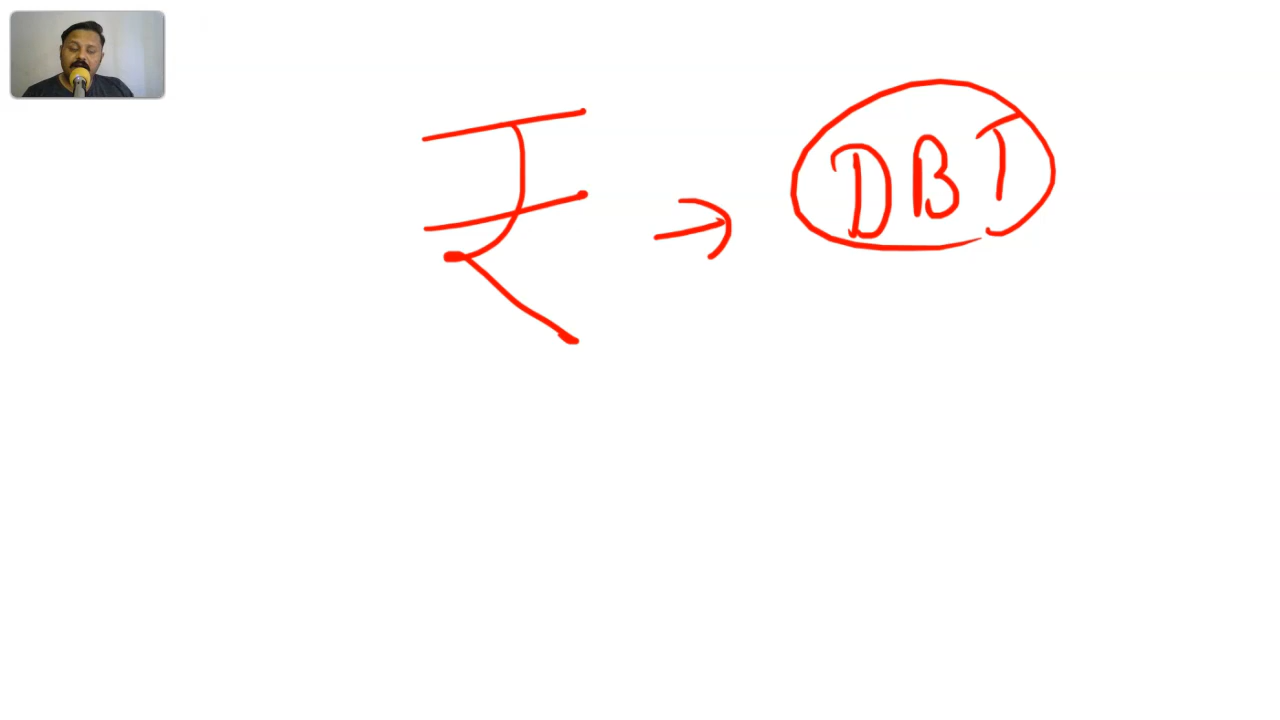 ₹ → DBT